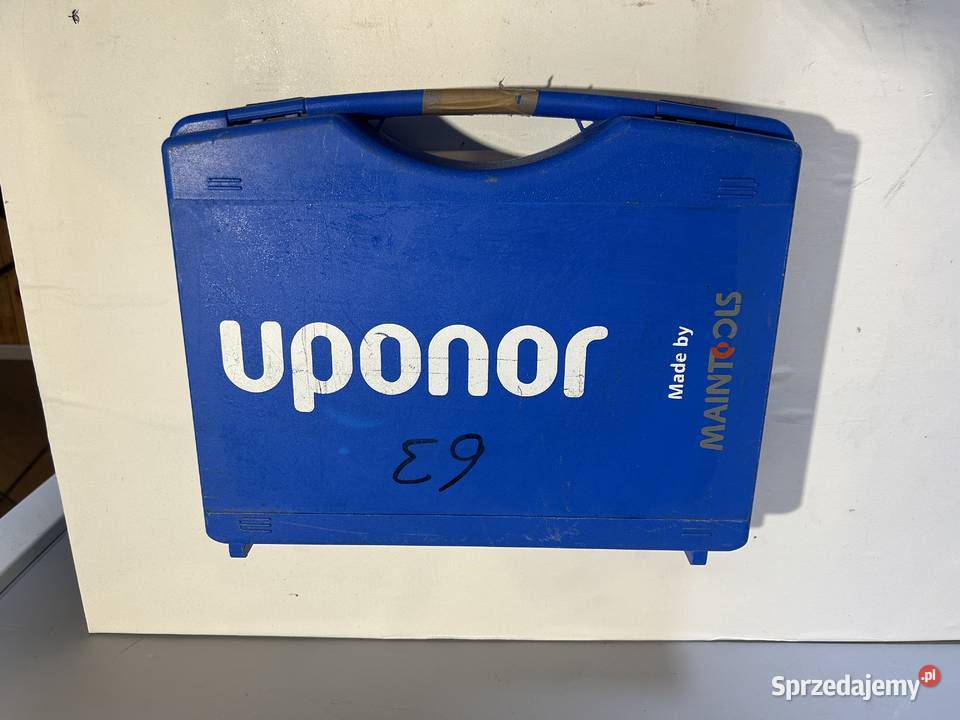 uponor
Made by
MAINTOOLS
63
Sprzedajemy.pl